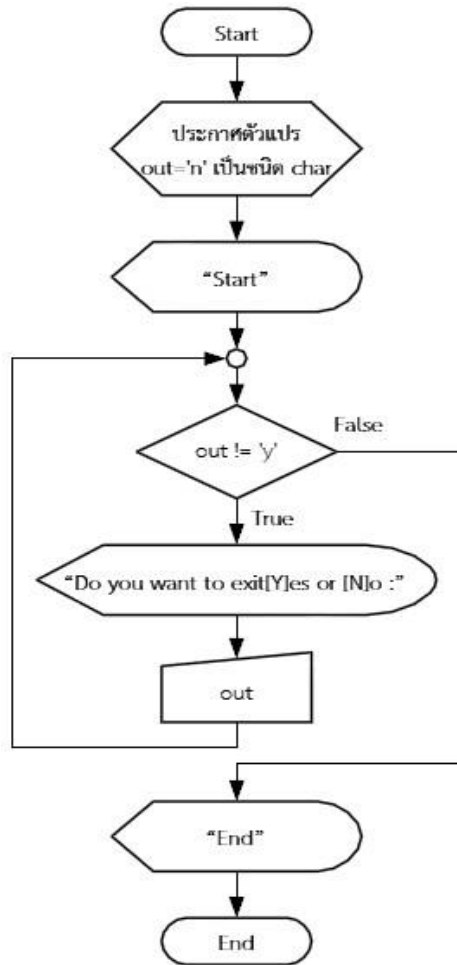 Start
ประกาศตัวแปร
out='n' เป็นชนิด char
“Start”
False
out != 'y'
True
“Do you want to exit[Y]es or [N]o :”
out
“End”
End